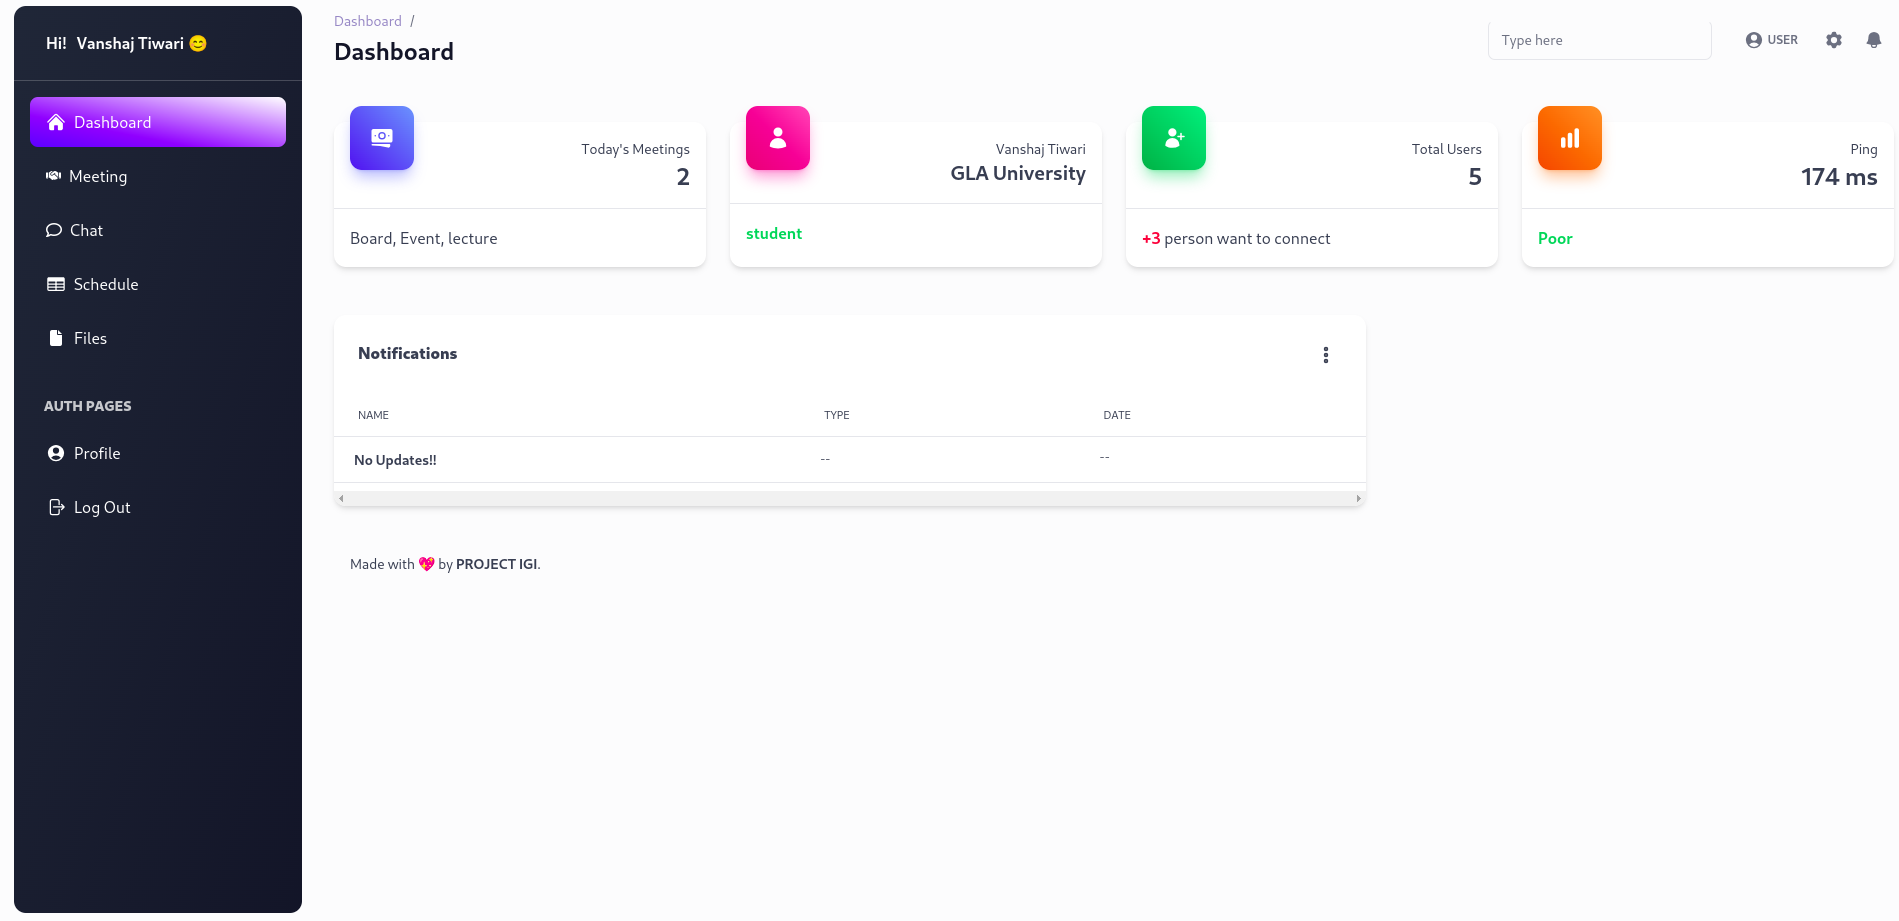 Hi! Vanshaj Tiwari 😊
Dashboard
Meeting
Chat
Schedule
Files
AUTH PAGES
Profile
Log Out
Dashboard /
Dashboard
Type here
USER
Today's Meetings
2
Board, Event, lecture
Vanshaj Tiwari
GLA University
student
Total Users
5
+3 person want to connect
Ping
174 ms
Poor
Notifications
NAME TYPE DATE
No Updates!! -- --
Made with 💖 by PROJECT IGI.